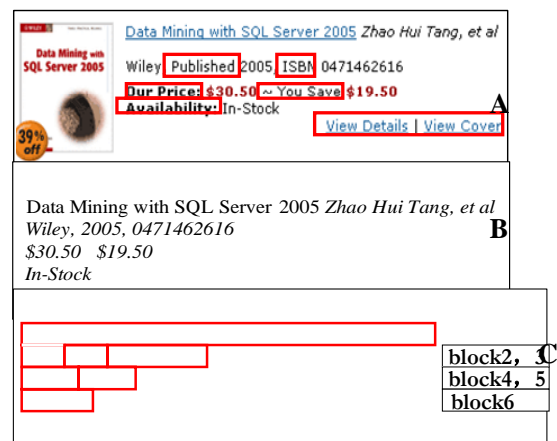 WILEY
Data Mining with
SQL Server 2005
39%
off
Data Mining with SQL Server 2005 Zhao Hui Tang, et al
Wiley Published 2005, ISBN 0471462616
Our Price: $30.50 ~ You Save $19.50
Availability: In-Stock
A
View Details | View Cover
Data Mining with SQL Server 2005 Zhao Hui Tang, et al
Wiley, 2005, 0471462616
B
$30.50 $19.50
In-Stock
block2, 3
C
block4, 5
block6